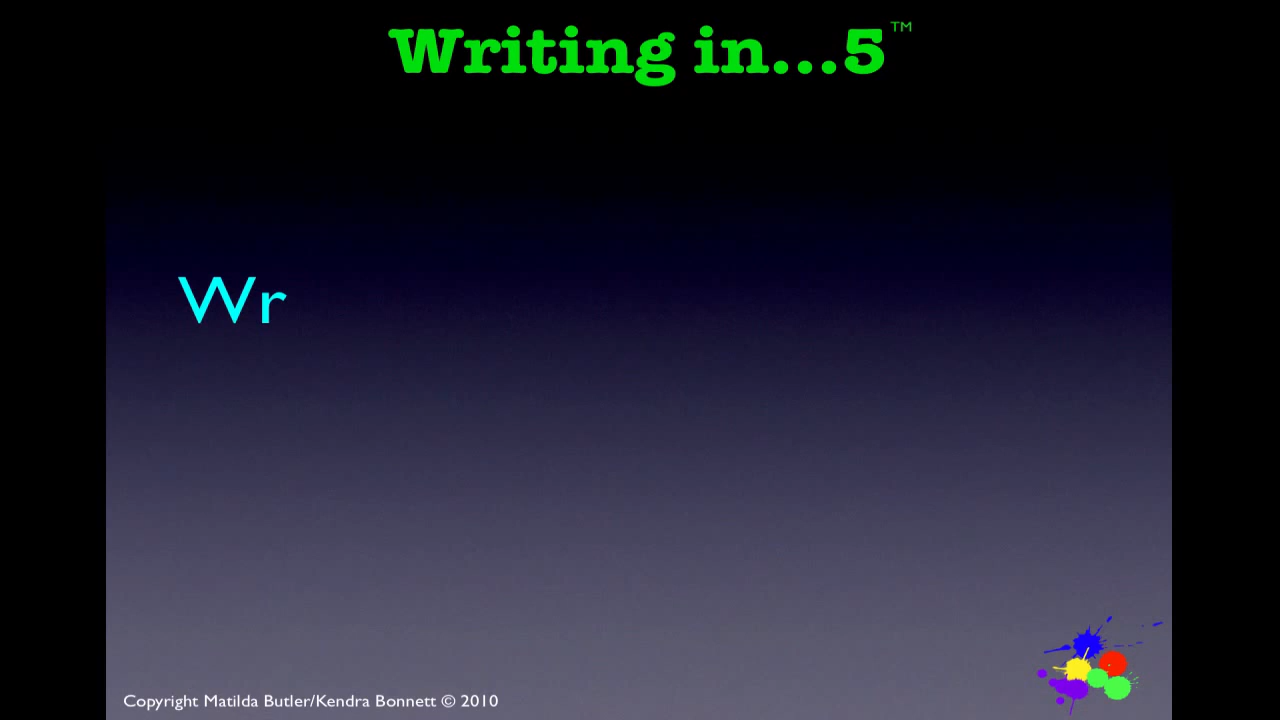 Writing in...5™
Wr
Copyright Matilda Butler/Kendra Bonnett © 2010